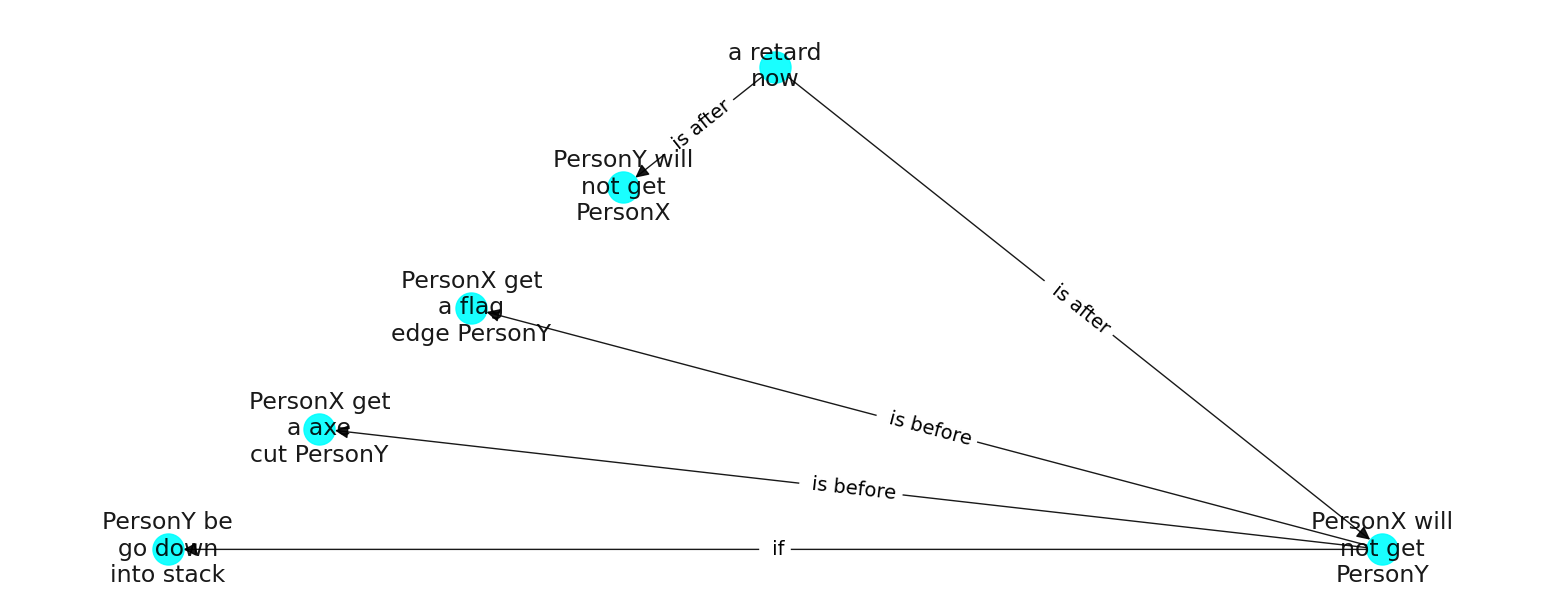 a retard
now
is after
PersonY will
not get
PersonX
PersonX get
a flag
edge PersonY
is after
is before
PersonX get
a axe
cut PersonY
is before
PersonY be
go down
into stack
if
PersonX will
not get
PersonY